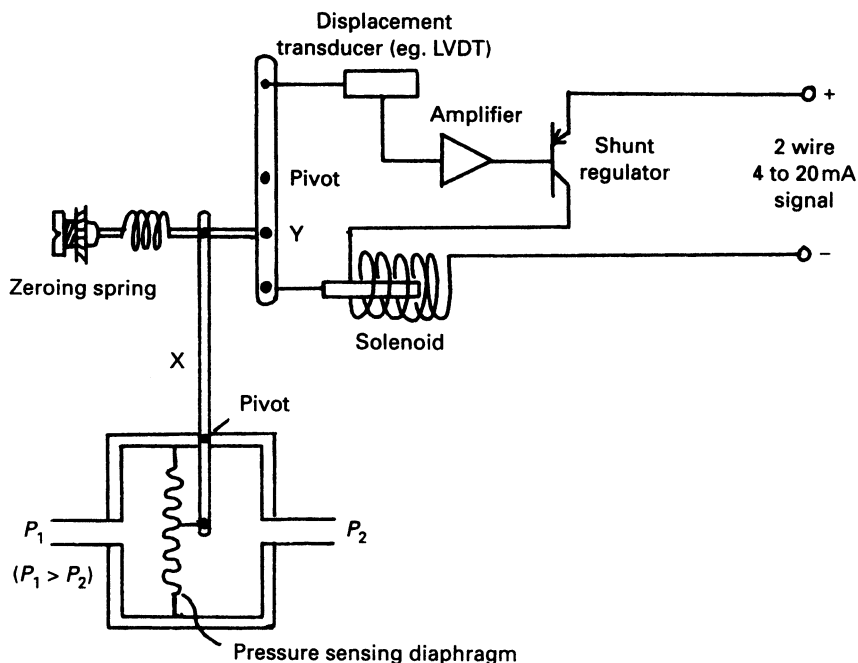 Displacement
transducer (eg. LVDT)
Amplifier
+
Shunt
regulator
2 wire
4 to 20 mA
signal
Pivot
Y
–
Zeroing spring
Solenoid
X
Pivot
P₁
P₂
(P₁ > P₂)
Pressure sensing diaphragm